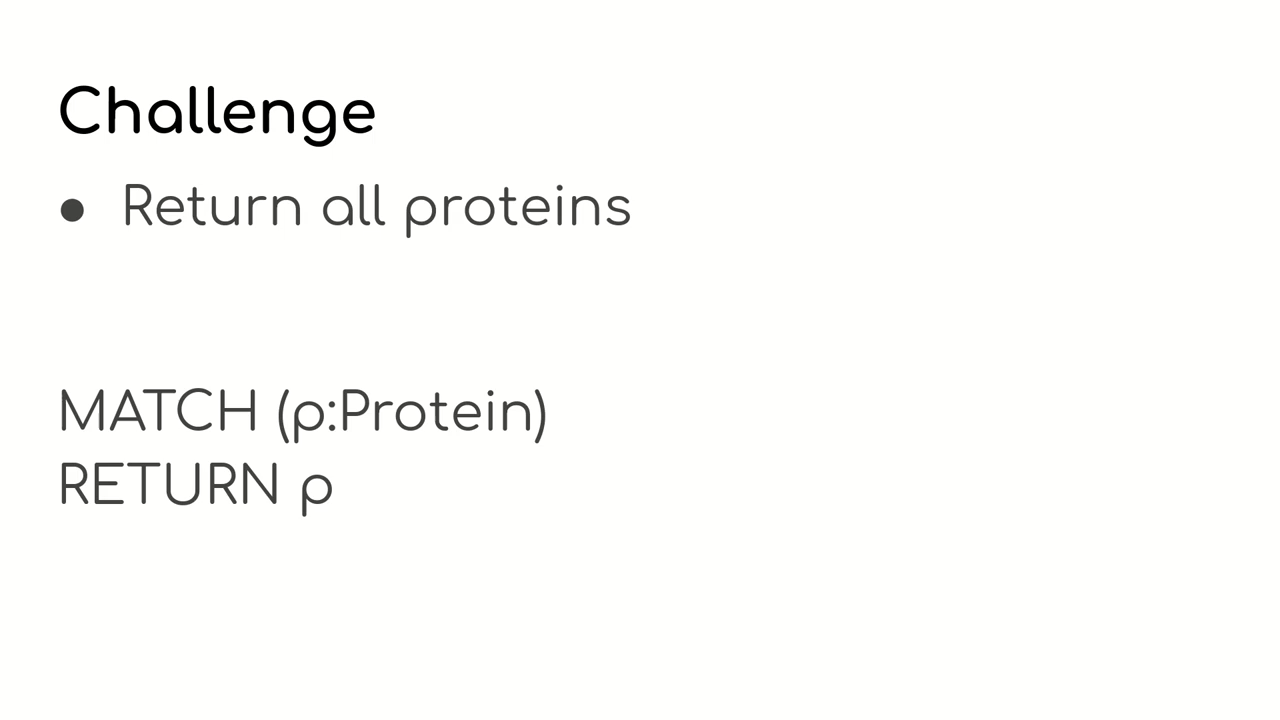 Challenge
● Return all proteins
MATCH (p:Protein)
RETURN p